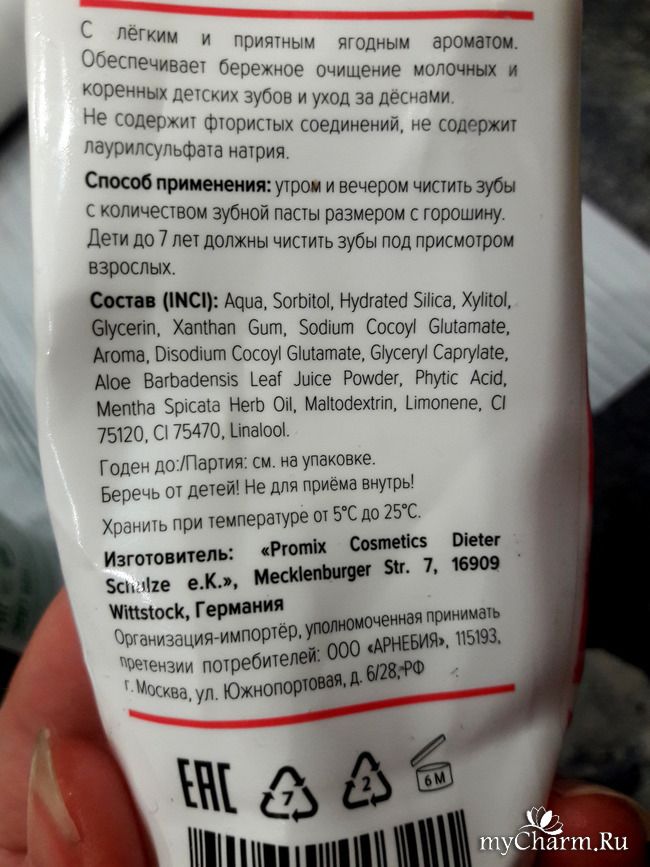 С лёгким и приятным ягодным ароматом.
Обеспечивает бережное очищение молочных и
коренных детских зубов и уход за дёснами.
Не содержит фтористых соединений, не содержит
лаурилсульфата натрия.
Способ применения: утром и вечером чистить зубы
с количеством зубной пасты размером с горошину.
Дети до 7 лет должны чистить зубы под присмотром
взрослых.
Состав (INCI): Aqua, Sorbitol, Hydrated Silica, Xylitol,
Glycerin, Xanthan Gum, Sodium Cocoyl Glutamate,
Aroma, Disodium Cocoyl Glutamate, Glyceryl Caprylate,
Aloe Barbadensis Leaf Juice Powder, Phytic Acid,
Mentha Spicata Herb Oil, Maltodextrin, Limonene, CI
75120, CI 75470, Linalool.
Годен до:/Партия: см. на упаковке.
Беречь от детей! Не для приёма внутрь!
Хранить при температуре от 5°C до 25°C.
Изготовитель: «Promix Cosmetics Dieter
Schulze e.K.», Mecklenburger Str. 7, 16909
Wittstock, Германия
Организация-импортёр, уполномоченная принимать
претензии потребителей: ООО «АРНЕБИЯ», 115193,
г. Москва, ул. Южнопортовая, д. 6/28, РФ
EAC 7 2 6 M
myCharm.Ru